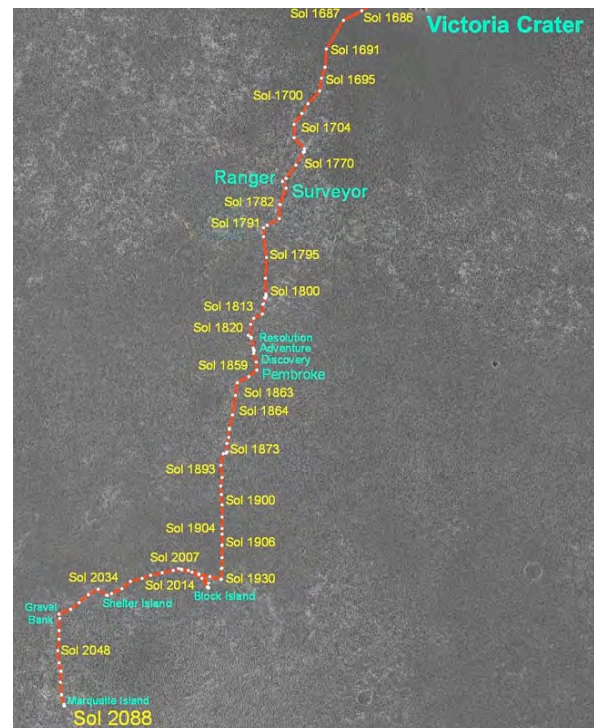 Sol 1687
Sol 1686
Victoria Crater
Sol 1691
Sol 1695
Sol 1700
Sol 1704
Sol 1770
Ranger
Surveyor
Sol 1782
Sol 1791
Sol 1795
Sol 1800
Sol 1813
Sol 1820
Resolution
Adventure
Discovery
Sol 1859
Pembroke
Sol 1863
Sol 1864
Sol 1873
Sol 1893
Sol 1900
Sol 1904
Sol 1906
Sol 2007
Sol 1930
Sol 2014
Sol 2034
Block Island
Shelter Island
Gravel
Bank
Sol 2048
Marquette Island
Sol 2088